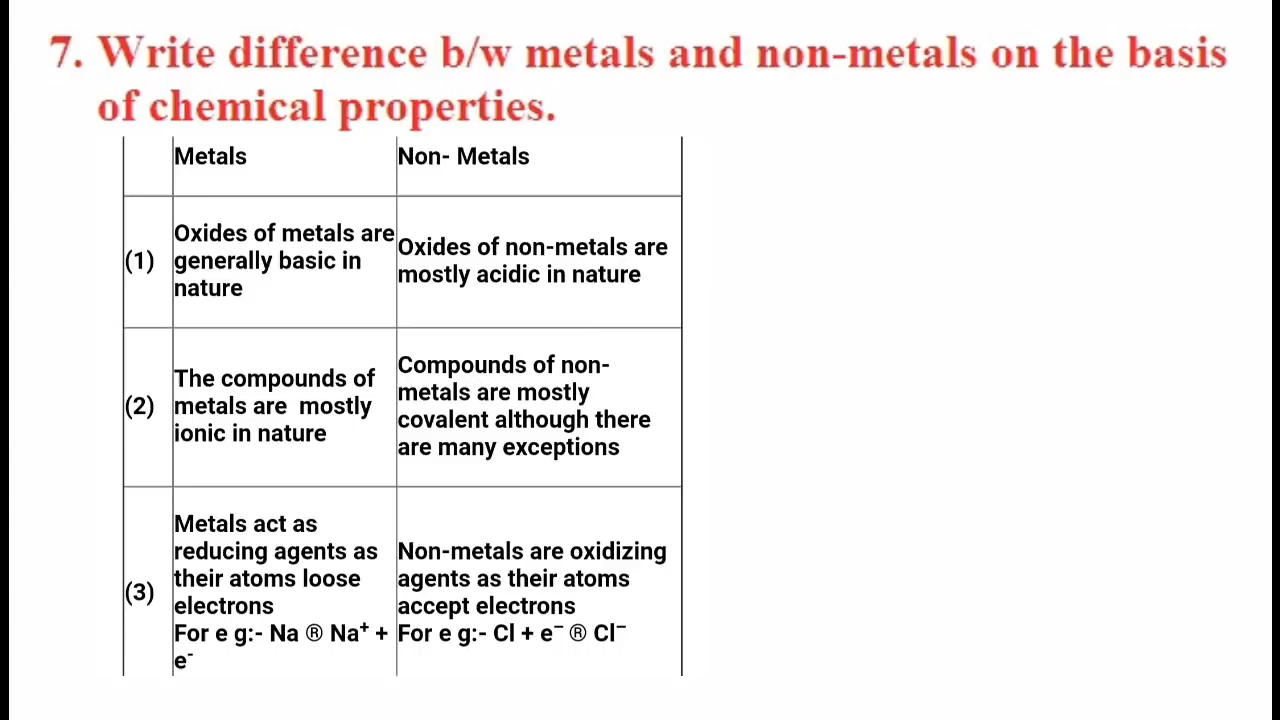 7. Write difference b/w metals and non-metals on the basis
of chemical properties.
Metals
Non- Metals
(1)
Oxides of metals are
generally basic in
nature
Oxides of non-metals are
mostly acidic in nature
(2)
The compounds of
metals are  mostly
ionic in nature
Compounds of non-
metals are mostly
covalent although there
are many exceptions
(3)
Metals act as
reducing agents as
their atoms loose
electrons
For e g:- Na ® Na⁺ +
e⁻
Non-metals are oxidizing
agents as their atoms
accept electrons
For e g:- Cl + e⁻ ® Cl⁻